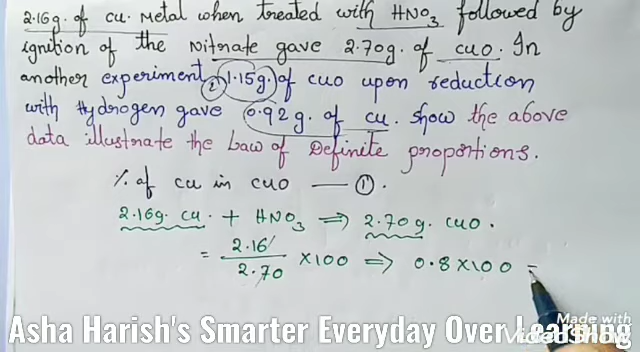 2.16g. of cu. Metal when treated with HNO3 followed by
ignition of the Nitrate gave 2.70g. of cuo. In
another experiment ② 1.15g. of cuo upon reduction
with Hydrogen gave 0.92 g. of cu. show the above
data illustrate the Law of Definite proportions.
% of cu in cuo — ①.
2.16g. cu. + HNO3 ⇒ 2.70g. cuo.
= 2.16/2.70 ×100 ⇒ 0.8×100 =
Made with
VideoShow
Asha Harish's Smarter Everyday Over Learning